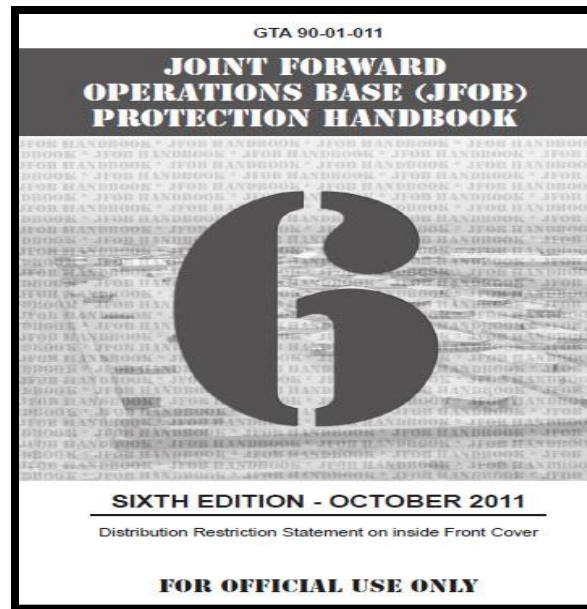 GTA 90-01-011
JOINT FORWARD
OPERATIONS BASE (JFOB)
PROTECTION HANDBOOK
6
SIXTH EDITION - OCTOBER 2011
Distribution Restriction Statement on inside Front Cover
FOR OFFICIAL USE ONLY